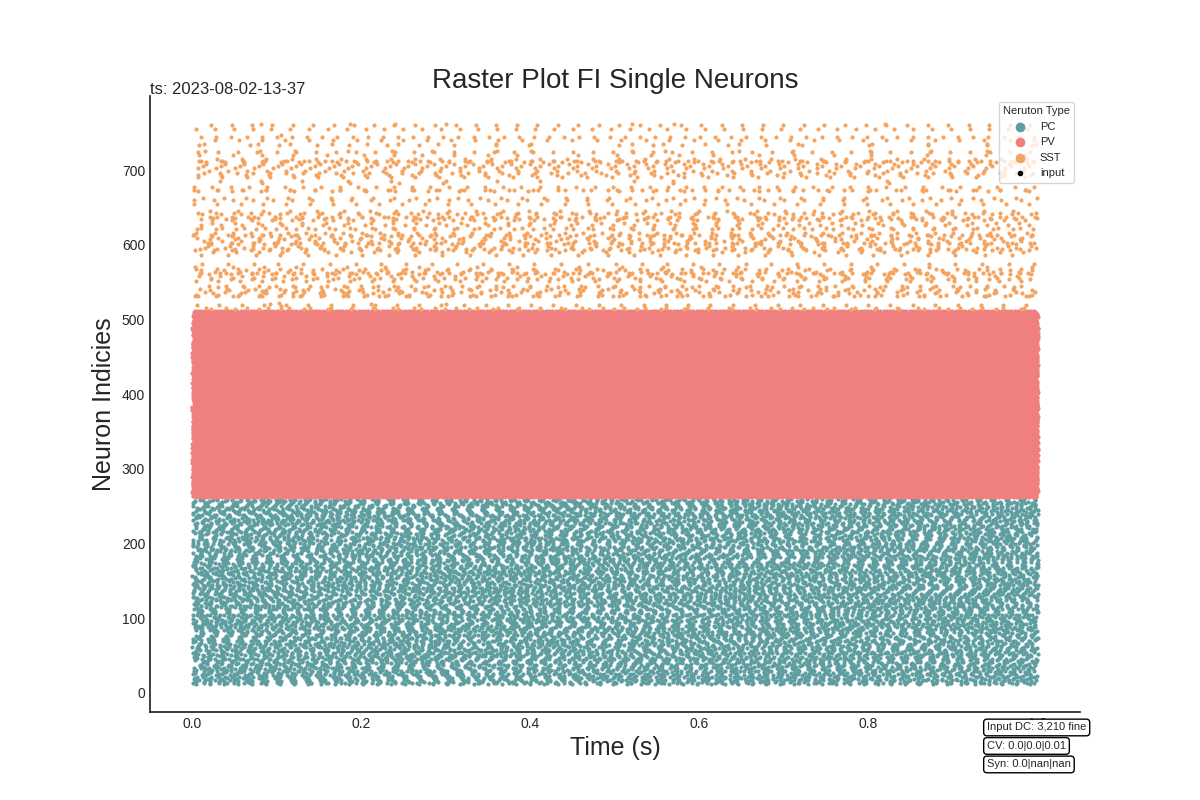 Raster Plot FI Single Neurons
ts: 2023-08-02-13-37
Neruton Type
PC
PV
SST
input
Neuron Indicies
700
600
500
400
300
200
100
0
0.0 0.2 0.4 0.6 0.8
Time (s)
Input DC: 3,210 fine
CV: 0.0|0.0|0.01
Syn: 0.0|nan|nan